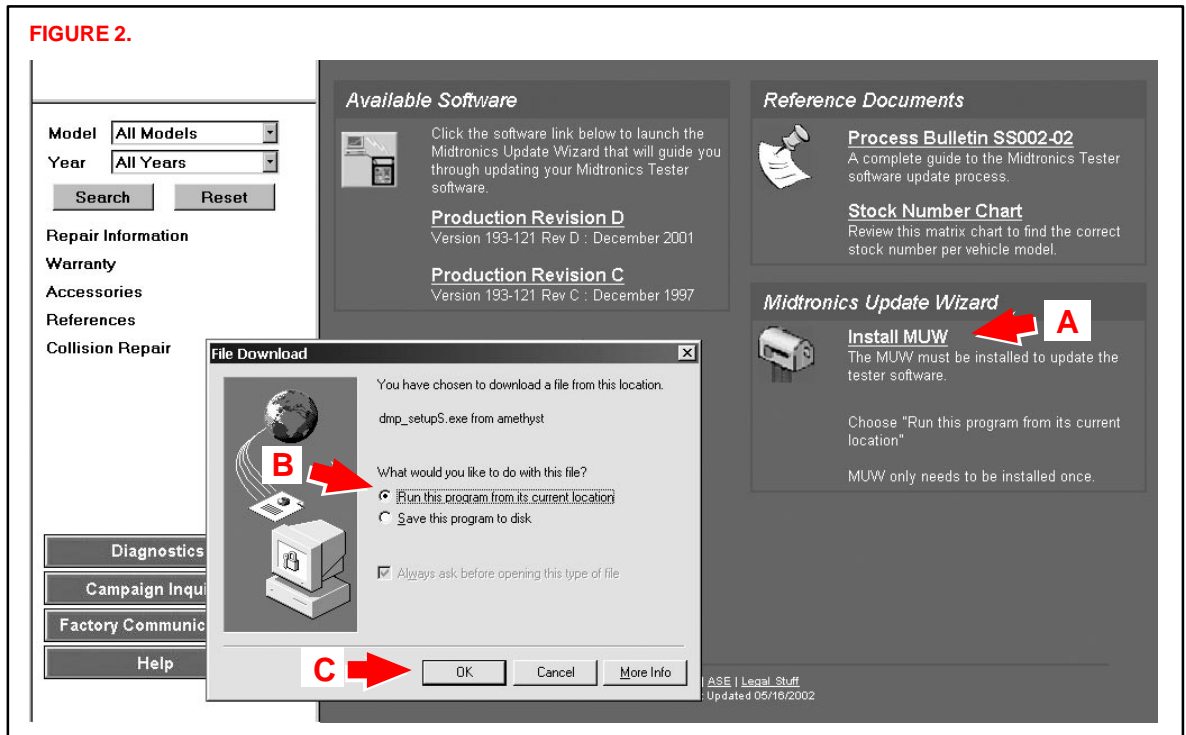 FIGURE 2.
Model All Models
Year All Years
Search Reset
Repair Information
Warranty
Accessories
References
Collision Repair
Diagnostics
Campaign Inqui
Factory Communic
Help
Available Software
Click the software link below to launch the
Midtronics Update Wizard that will guide you
through updating your Midtronics Tester
software.
Production Revision D
Version 193-121 Rev D : December 2001
Production Revision C
Version 193-121 Rev C : December 1997
Reference Documents
Process Bulletin SS002-02
A complete guide to the Midtronics Tester
software update process.
Stock Number Chart
Review this matrix chart to find the correct
stock number per vehicle model.
Midtronics Update Wizard
Install MUW
A
The MUW must be installed to update the
tester software.
Choose "Run this program from its current
location"
MUW only needs to be installed once.
File Download
You have chosen to download a file from this location.
dmp_setupS.exe from amethyst
What would you like to do with this file?
B
Run this program from its current location
Save this program to disk
Always ask before opening this type of file
C
OK Cancel More Info
| ASE | Legal Stuff
Updated 05/16/2002